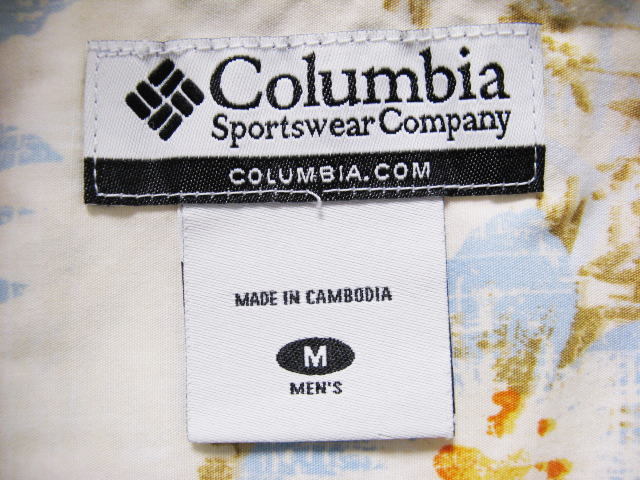 Columbia
Sportswear Company
COLUMBIA.COM
MADE IN CAMBODIA
M
MEN'S